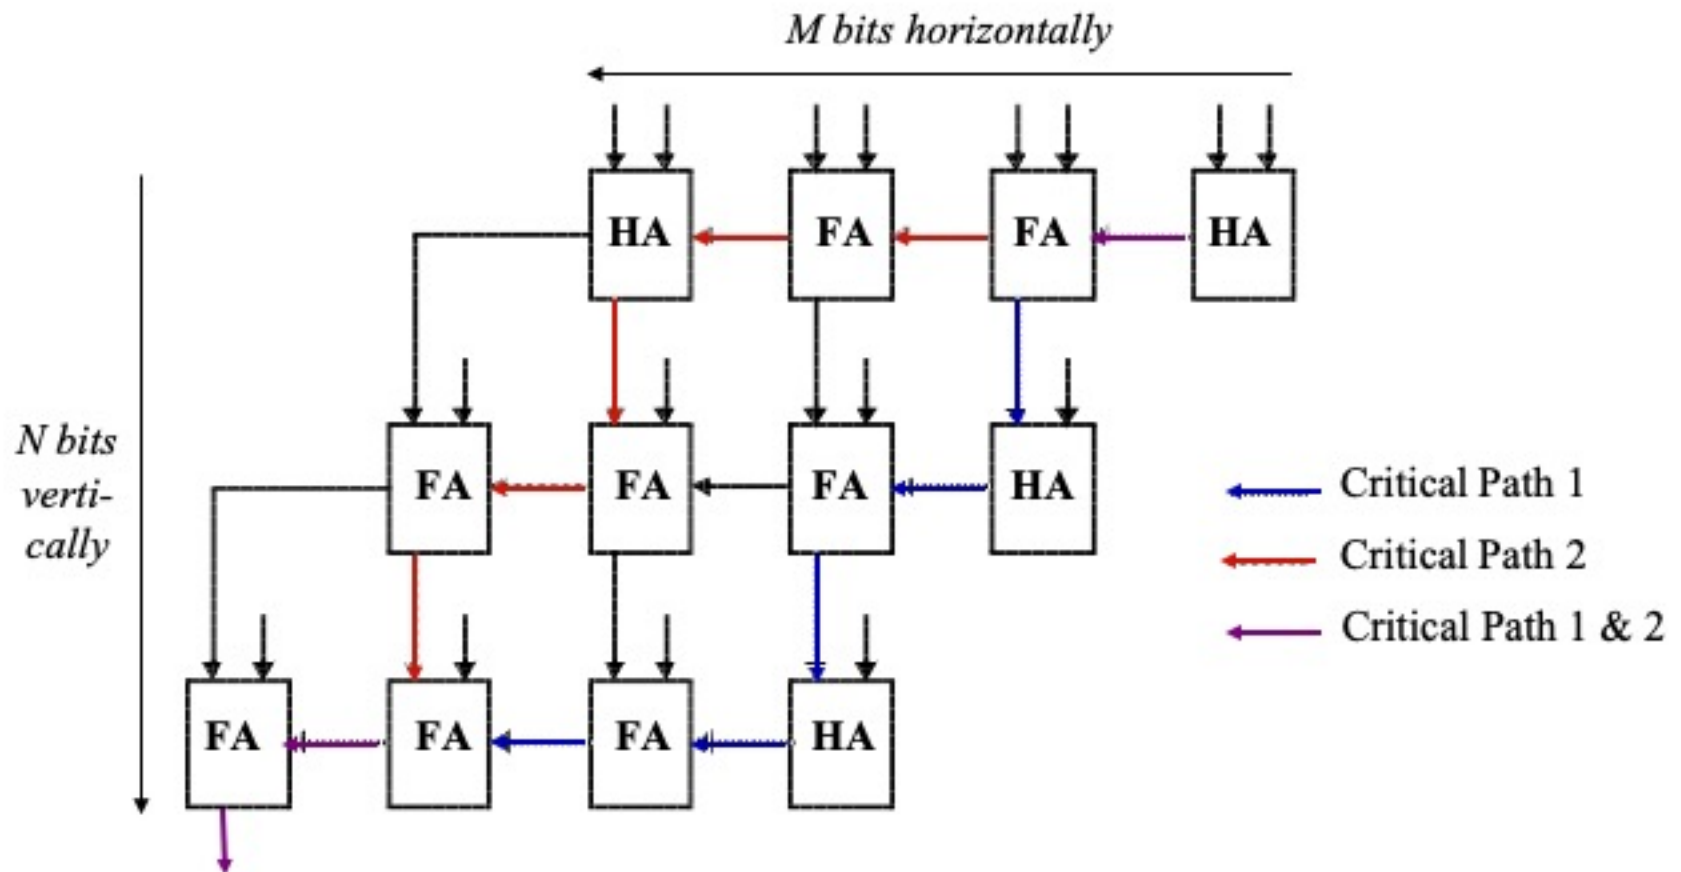 M bits horizontally
HA FA FA HA
N bits
verti-
cally
FA FA FA HA
Critical Path 1
Critical Path 2
Critical Path 1 & 2
FA FA FA HA